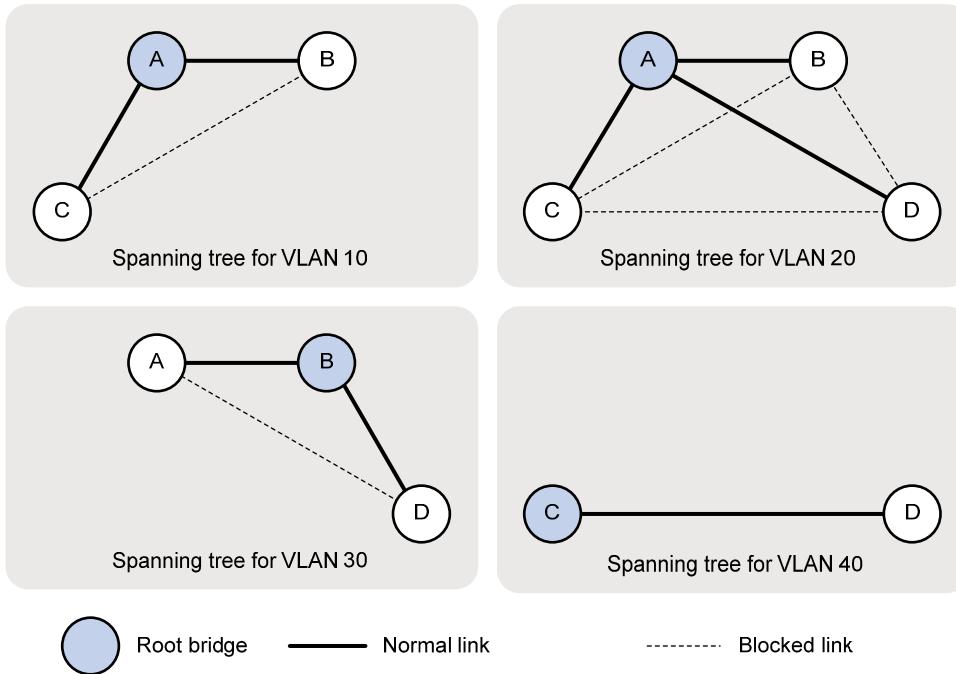 A
B
C
Spanning tree for VLAN 10
A
B
C
D
Spanning tree for VLAN 20
A
B
D
Spanning tree for VLAN 30
C
D
Spanning tree for VLAN 40
Root bridge
Normal link
Blocked link